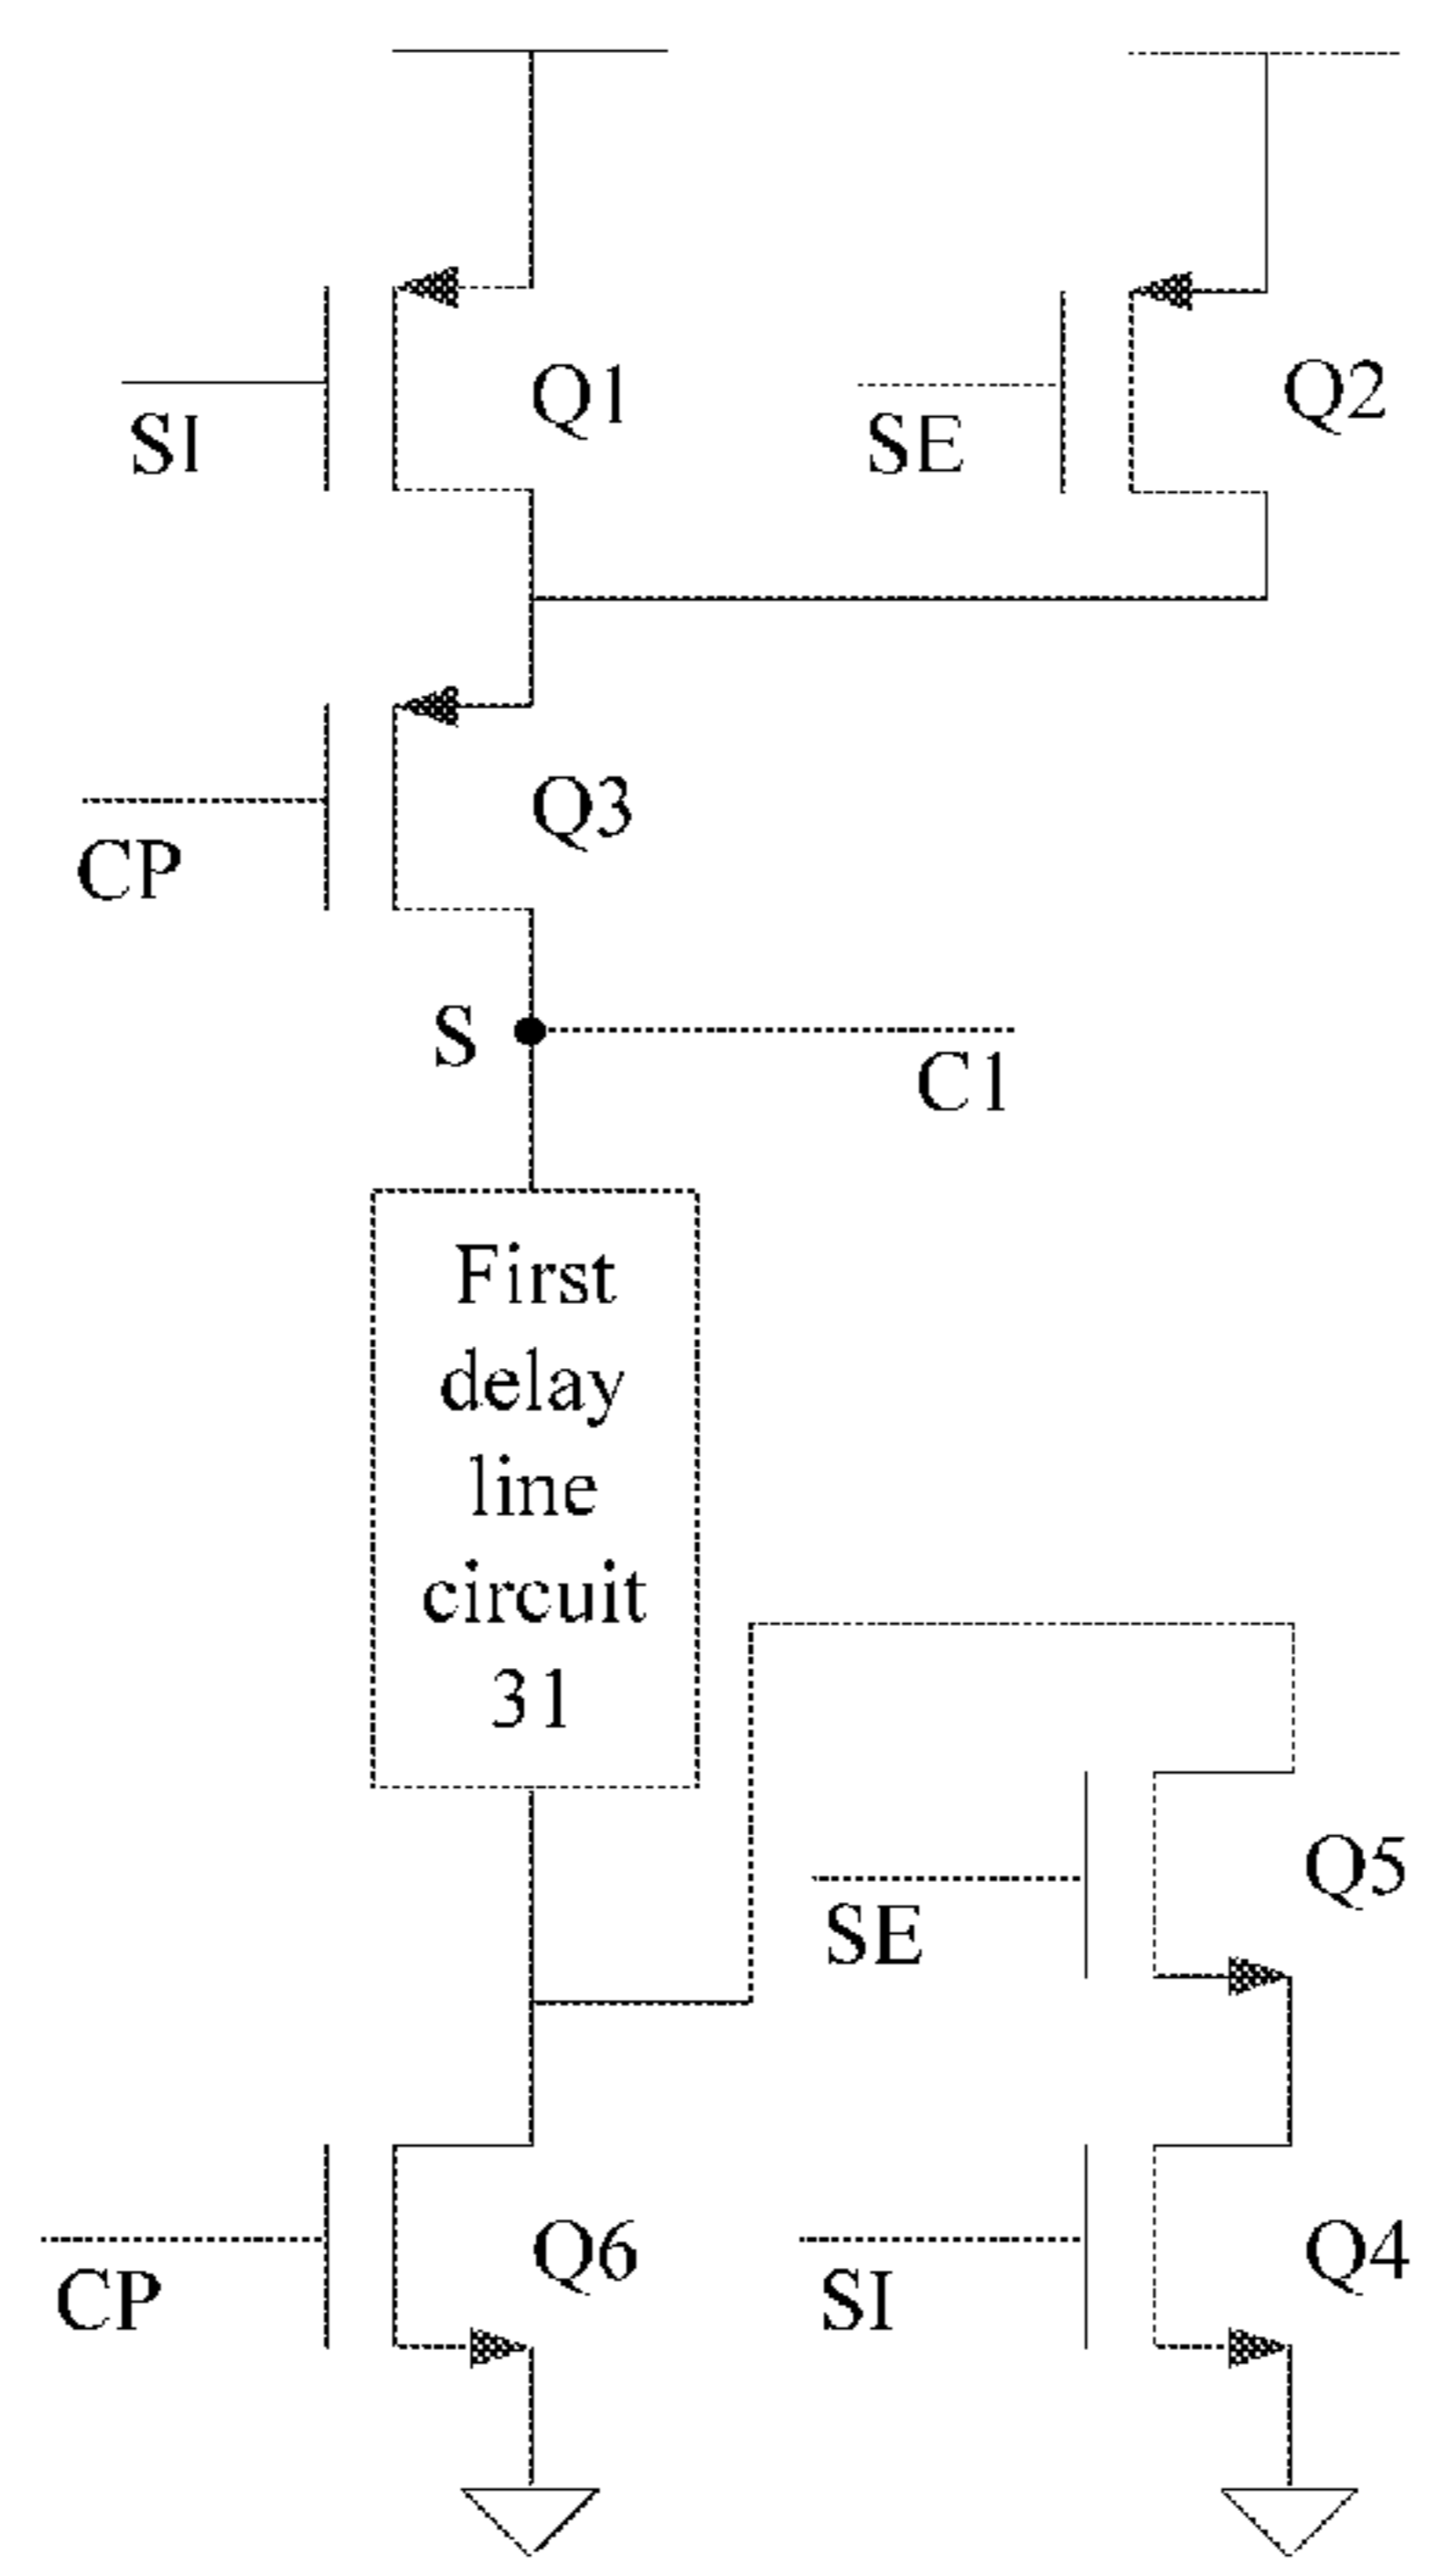 Q1
Q2
SI
SE
Q3
CP
S
C1
First
delay
line
circuit
31
Q5
SE
Q6
Q4
CP
SI